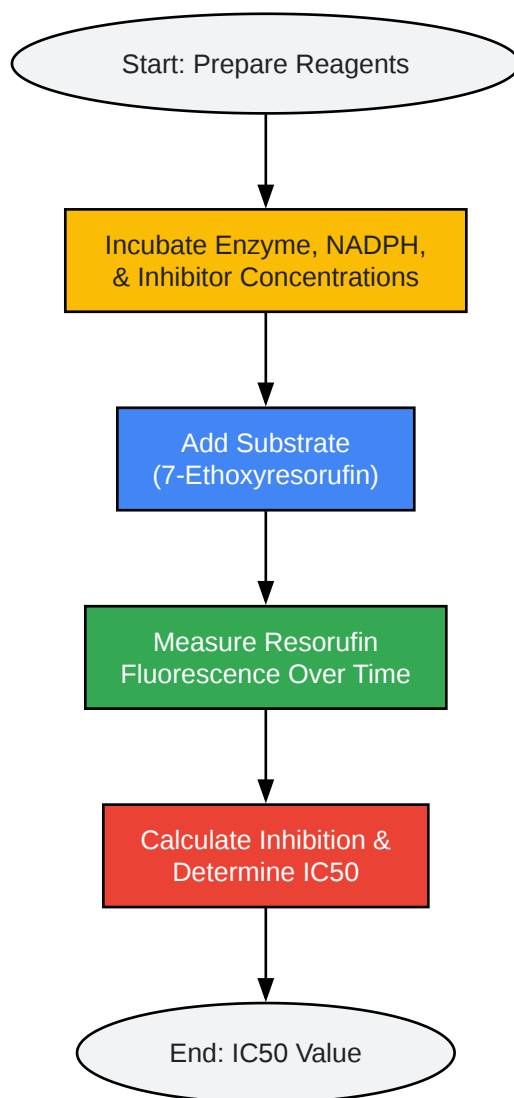 Start: Prepare Reagents
Incubate Enzyme, NADPH,
& Inhibitor Concentrations
Add Substrate
(7-Ethoxyresorufin)
Measure Resorufin
Fluorescence Over Time
Calculate Inhibition &
Determine IC50
End: IC50 Value